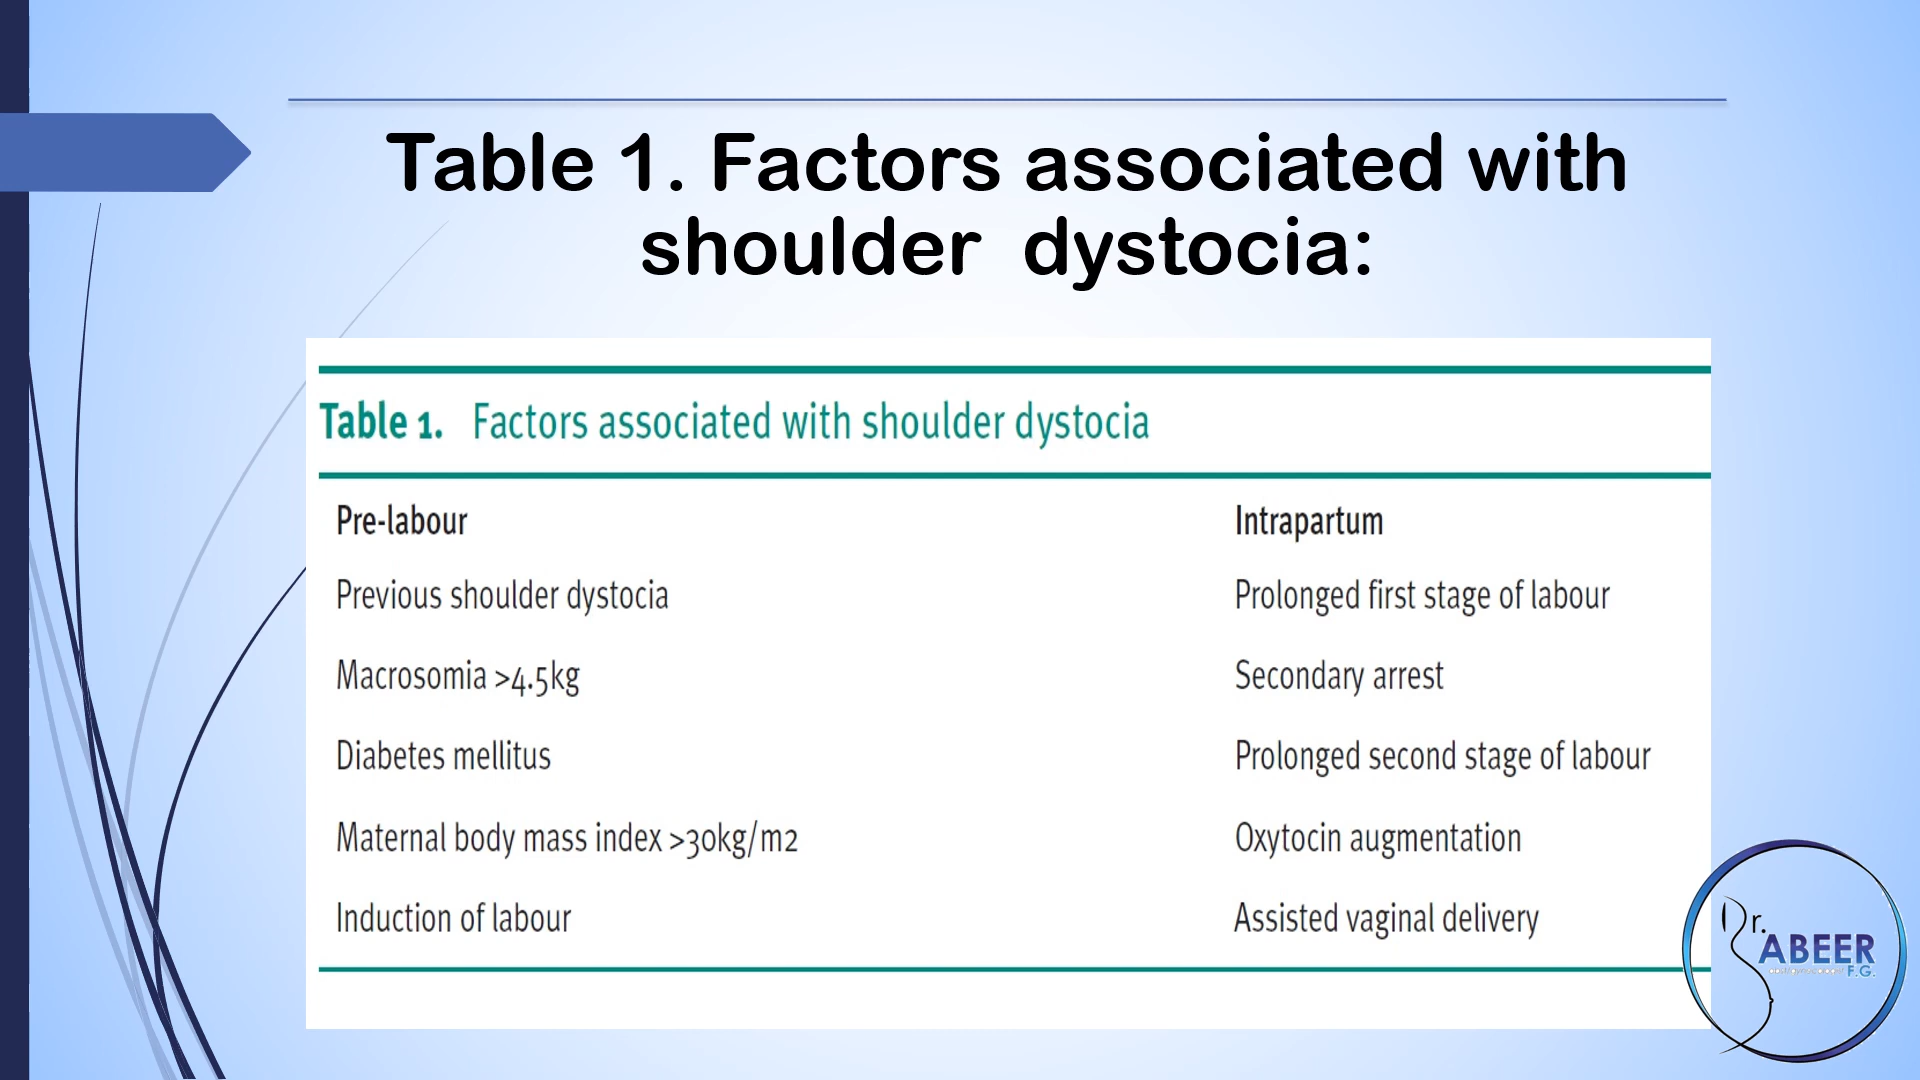 Table 1. Factors associated with
shoulder dystocia:
Table 1. Factors associated with shoulder dystocia
Pre-labour Intrapartum
Previous shoulder dystocia Prolonged first stage of labour
Macrosomia >4.5kg Secondary arrest
Diabetes mellitus Prolonged second stage of labour
Maternal body mass index >30kg/m2 Oxytocin augmentation
Induction of labour Assisted vaginal delivery
Dr.
ABEER
F.G.